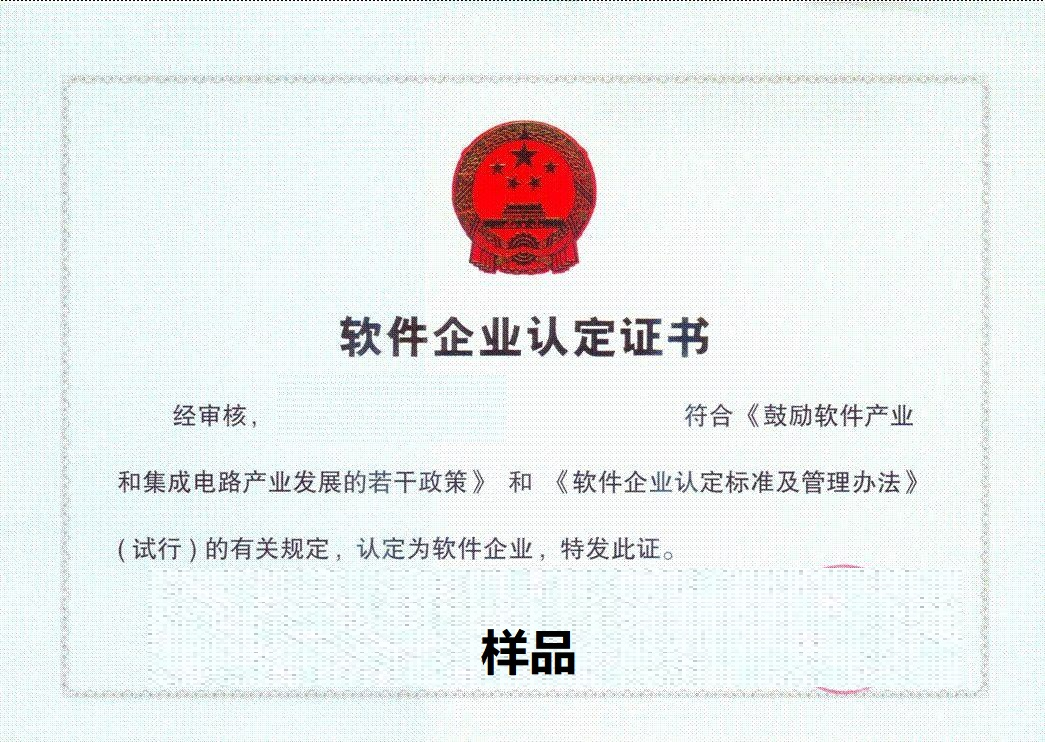 软件企业认定证书
经审核, 符合《鼓励软件产业
和集成电路产业发展的若干政策》 和 《软件企业认定标准及管理办法》
(试行)的有关规定, 认定为软件企业, 特发此证。
样品